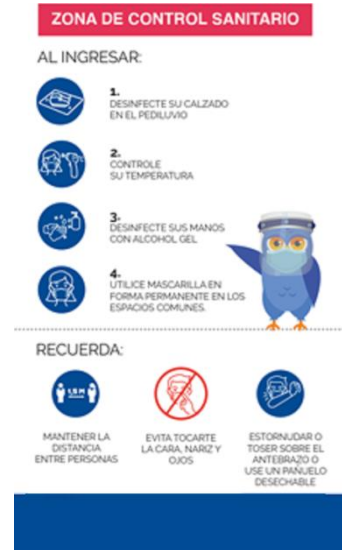 ZONA DE CONTROL SANITARIO
AL INGRESAR:
1.
DESINFECTE SU CALZADO
EN EL PEDILUVIO
2.
CONTROLE
SU TEMPERATURA
3.
DESINFECTE SUS MANOS
CON ALCOHOL GEL
4.
UTILICE MASCARILLA EN
FORMA PERMANENTE EN LOS
ESPACIOS COMUNES.
RECUERDA:
1,5 M
MANTENER LA
DISTANCIA
ENTRE PERSONAS
EVITA TOCARTE
LA CARA, NARIZ Y
OJOS
ESTORNUDAR O
TOSER SOBRE EL
ANTEBRAZO O
USE UN PAÑUELO
DESECHABLE